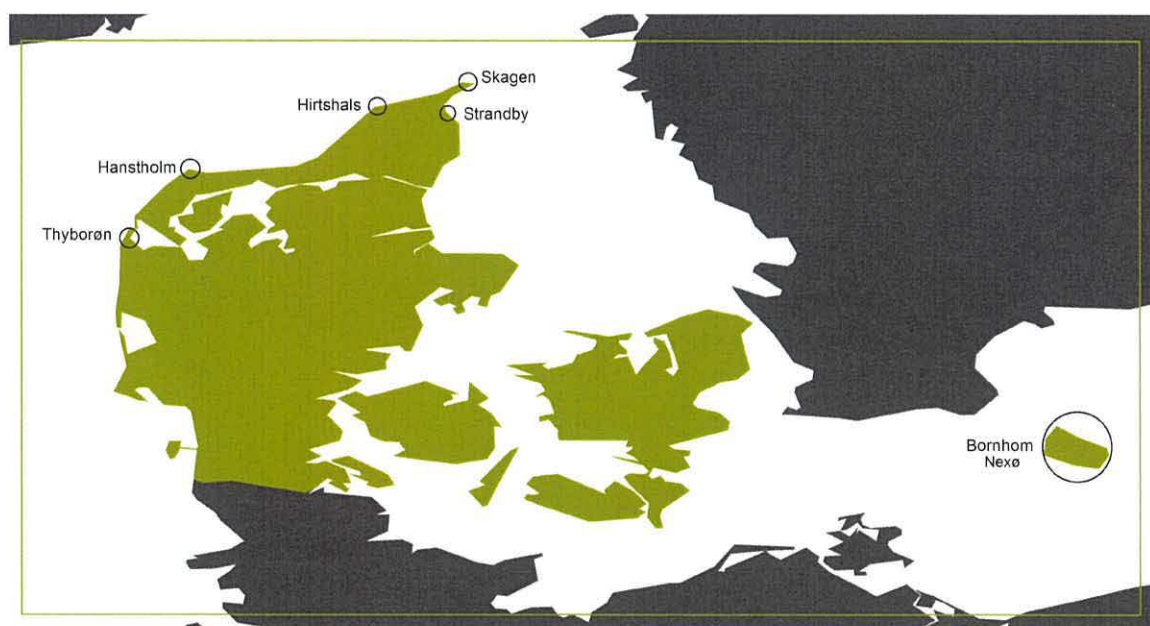 Skagen
Hirtshals
Strandby
Hanstholm
Thyborøn
Bornhom
Nexø